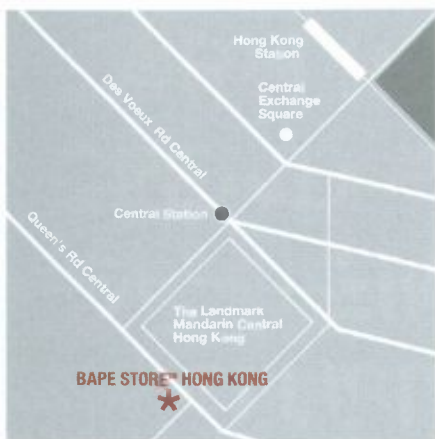 Hong Kong
Station
Central
Exchange
Square
Des Voeux Rd Central
Central Station
Queen's Rd Central
The Landmark
Mandarin Central
Hong Kong
BAPE STORE™ HONG KONG